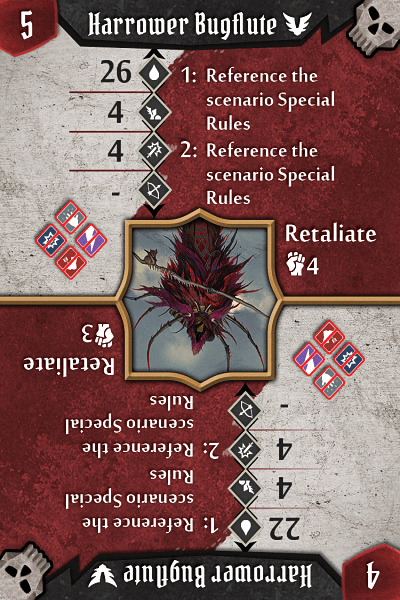 5
Harrower Bugflute
26
4
4
-
1: Reference the
scenario Special
Rules
2: Reference the
scenario Special
Rules
Retaliate
4
4
Harrower Bugflute
22
4
4
-
1: Reference the
scenario Special
Rules
2: Reference the
scenario Special
Rules
Retaliate
3